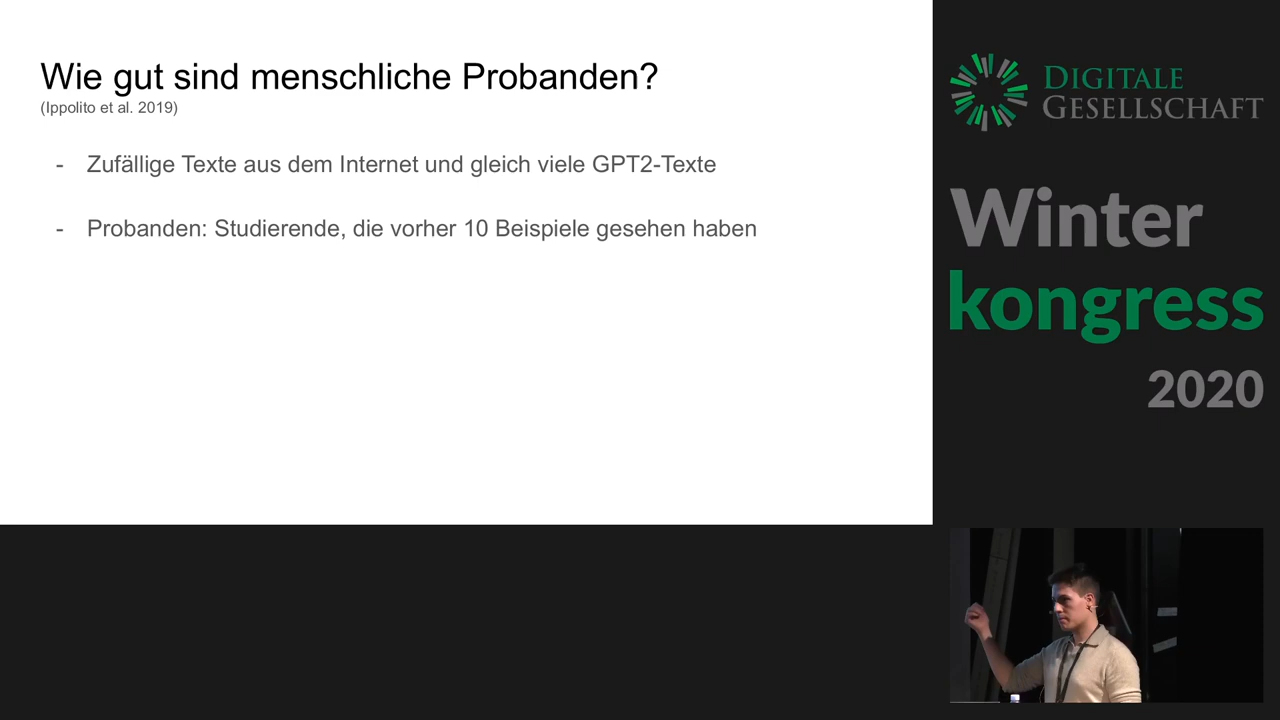 Wie gut sind menschliche Probanden?
(Ippolito et al. 2019)
- Zufällige Texte aus dem Internet und gleich viele GPT2-Texte
- Probanden: Studierende, die vorher 10 Beispiele gesehen haben
DIGITALE
GESELLSCHAFT
Winter
kongress
2020